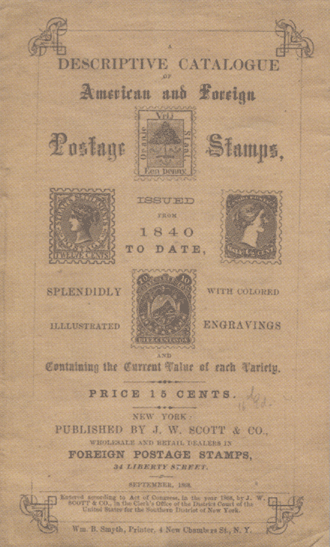 A
DESCRIPTIVE CATALOGUE
OF
American and Foreign
Postage Stamps,
ISSUED
FROM
1840
TO DATE,
SPLENDIDLY WITH COLORED
ILLUSTRATED ENGRAVINGS
AND
Containing the Current Value of each Variety.
PRICE 15 CENTS.
NEW YORK:
PUBLISHED BY J. W. SCOTT & CO.,
WHOLESALE AND RETAIL DEALERS IN
FOREIGN POSTAGE STAMPS,
34 LIBERTY STREET.
SEPTEMBER, 1868.
Entered according to Act of Congress, in the year 1868, by J. W.
SCOTT & CO., in the Clerk's Office of the District Court of the
United States for the Southern District of New York.
Wm. B. Smyth, Printer, 4 New Chambers St., N. Y.